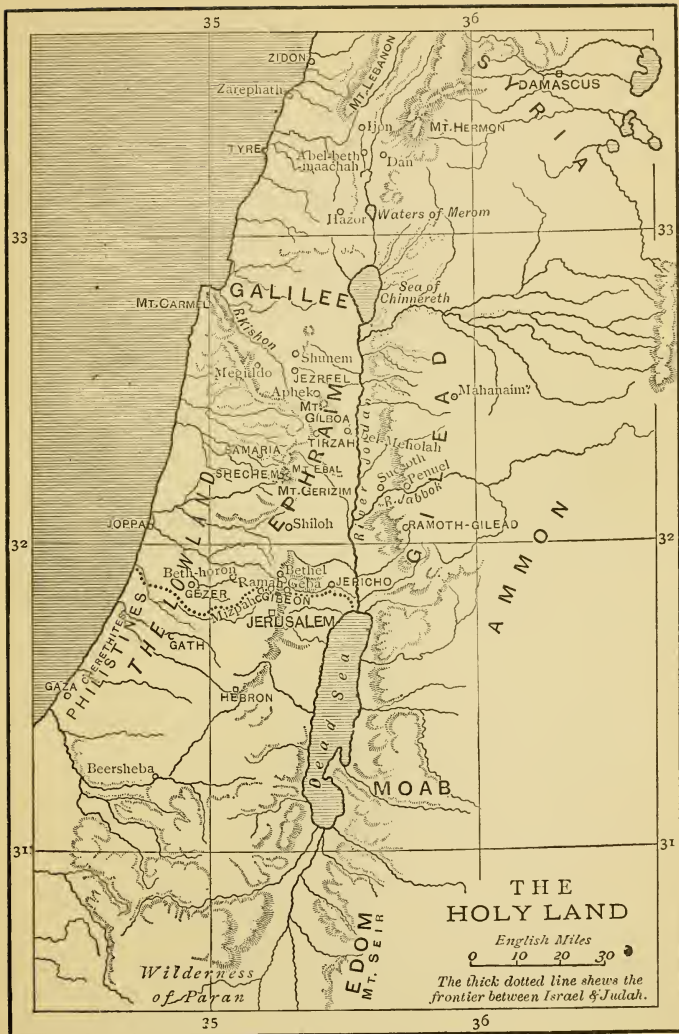 35
36
ZIDON
Zarephath
MT. LEBANON
SYRIA
DAMASCUS
Ijon
MT. HERMON
TYRE
Abel-beth
-maachah
Dan
Hazor
Waters of Merom
33
33
GALILEE
Sea of
Chinnereth
MT. CARMEL
R. Kishon
Shunem
Megiddo
JEZREEL
Aphek
Mahanaim?
MT.
GILBOA
TIRZAH
Meholah
EPHRAIM
River Jordan
GILEAD
SAMARIA
SHECHEM
MT. EBAL
Succoth
Penuel
MT. GERIZIM
R. Jabbok
JOPPA
Shiloh
RAMOTH-GILEAD
AMMON
32
32
Beth-horon
Bethel
Ramah
Geba
JERICHO
GEZER
Mizpah
GIBEON
JERUSALEM
THE LOWLAND
PHILISTINES
CHERETHITES
GATH
GAZA
HEBRON
Dead Sea
Beersheba
MOAB
31
31
EDOM
MT. SEIR
Wilderness
of Paran
THE
HOLY LAND
English Miles
0 10 20 30
The thick dotted line shews the
frontier between Israel & Judah.
35
36